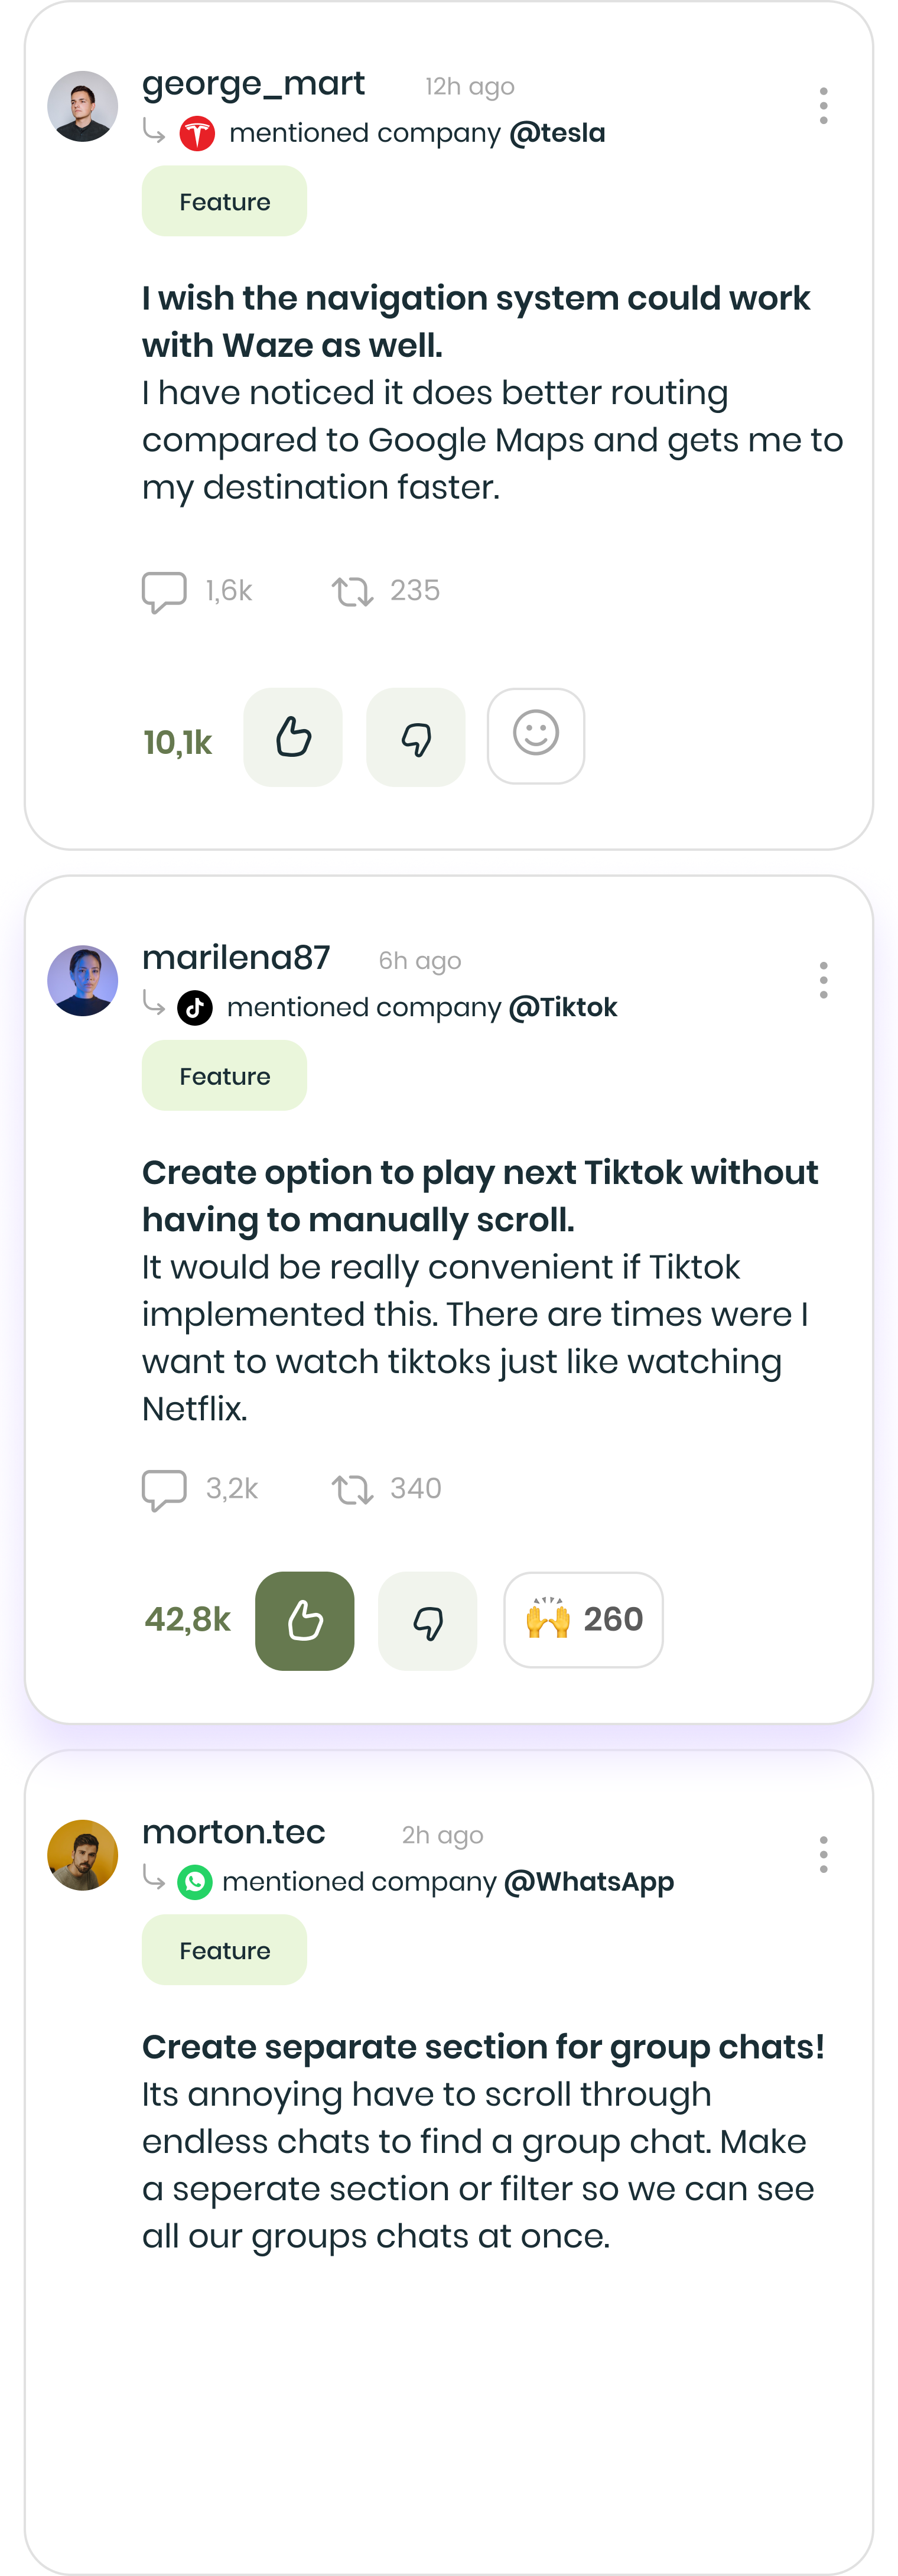 george_mart 12h ago
mentioned company @tesla
Feature
I wish the navigation system could work
with Waze as well.
I have noticed it does better routing
compared to Google Maps and gets me to
my destination faster.
1,6k 235
10,1k
marilena87 6h ago
mentioned company @Tiktok
Feature
Create option to play next Tiktok without
having to manually scroll.
It would be really convenient if Tiktok
implemented this. There are times were I
want to watch tiktoks just like watching
Netflix.
3,2k 340
42,8k 🙌 260
morton.tec 2h ago
mentioned company @WhatsApp
Feature
Create separate section for group chats!
Its annoying have to scroll through
endless chats to find a group chat. Make
a seperate section or filter so we can see
all our groups chats at once.